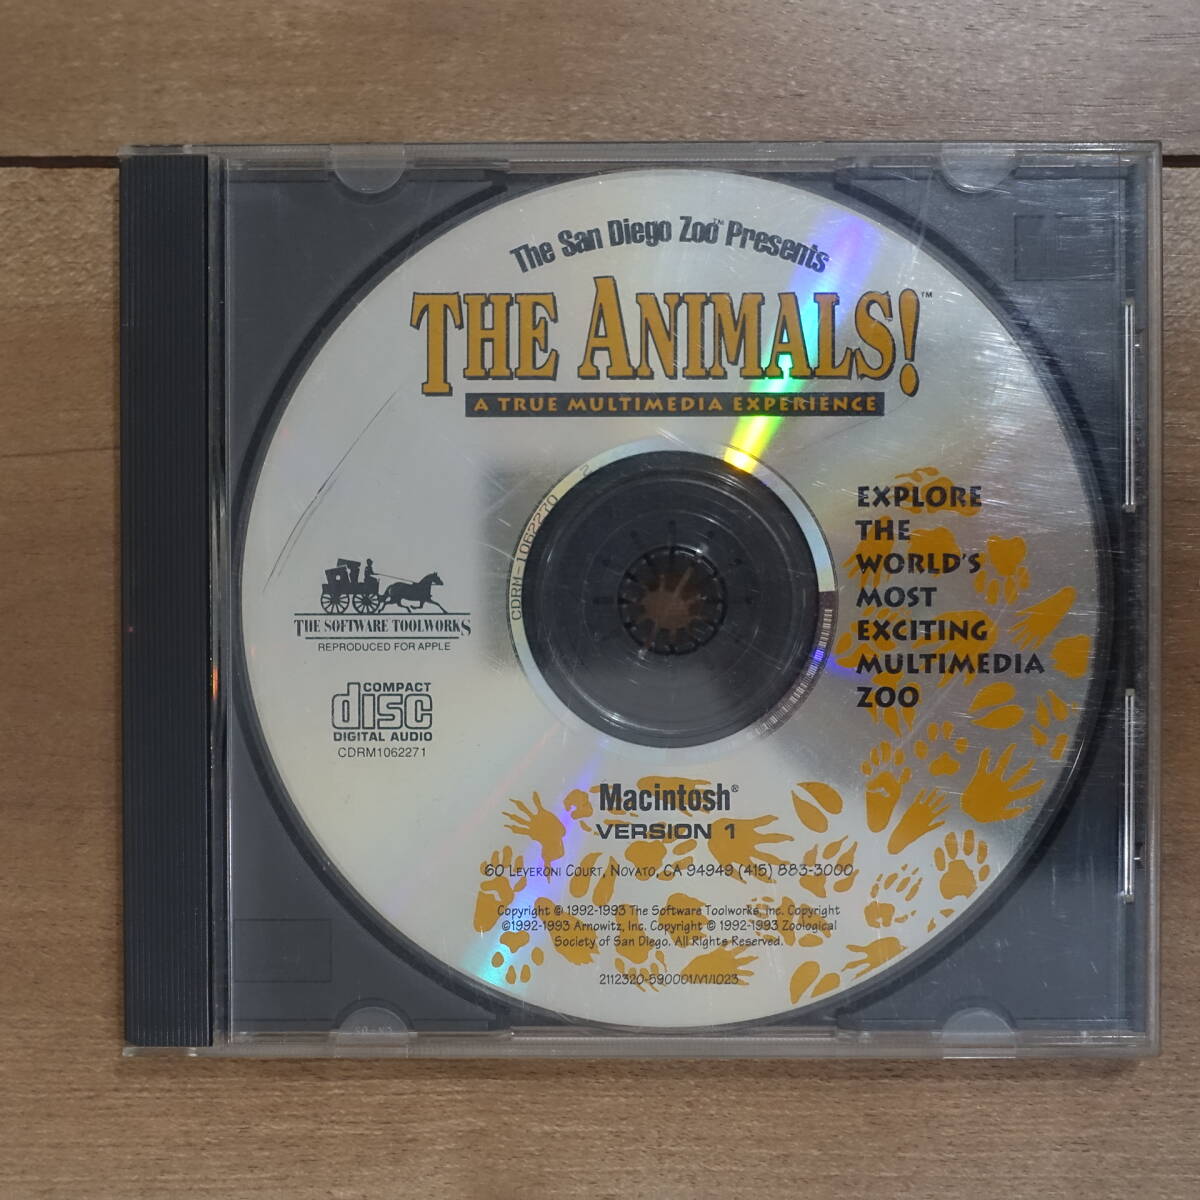 The San Diego Zoo™ Presents
THE ANIMALS!™
A TRUE MULTIMEDIA EXPERIENCE
EXPLORE
THE
WORLD'S
MOST
EXCITING
MULTIMEDIA
ZOO
THE SOFTWARE TOOLWORKS
REPRODUCED FOR APPLE
COMPACT
disc
DIGITAL AUDIO
CDRM1062271
CDRM-1062270 2
Macintosh®
VERSION 1
60 LEVERONI COURT, NOVATO, CA 94949 (415) 883-3000
Copyright © 1992-1993 The Software Toolworks, Inc. Copyright
©1992-1993 Arnowitz, Inc. Copyright © 1992-1993 Zoological
Society of San Diego. All Rights Reserved.
2112320-590001/V1/1023